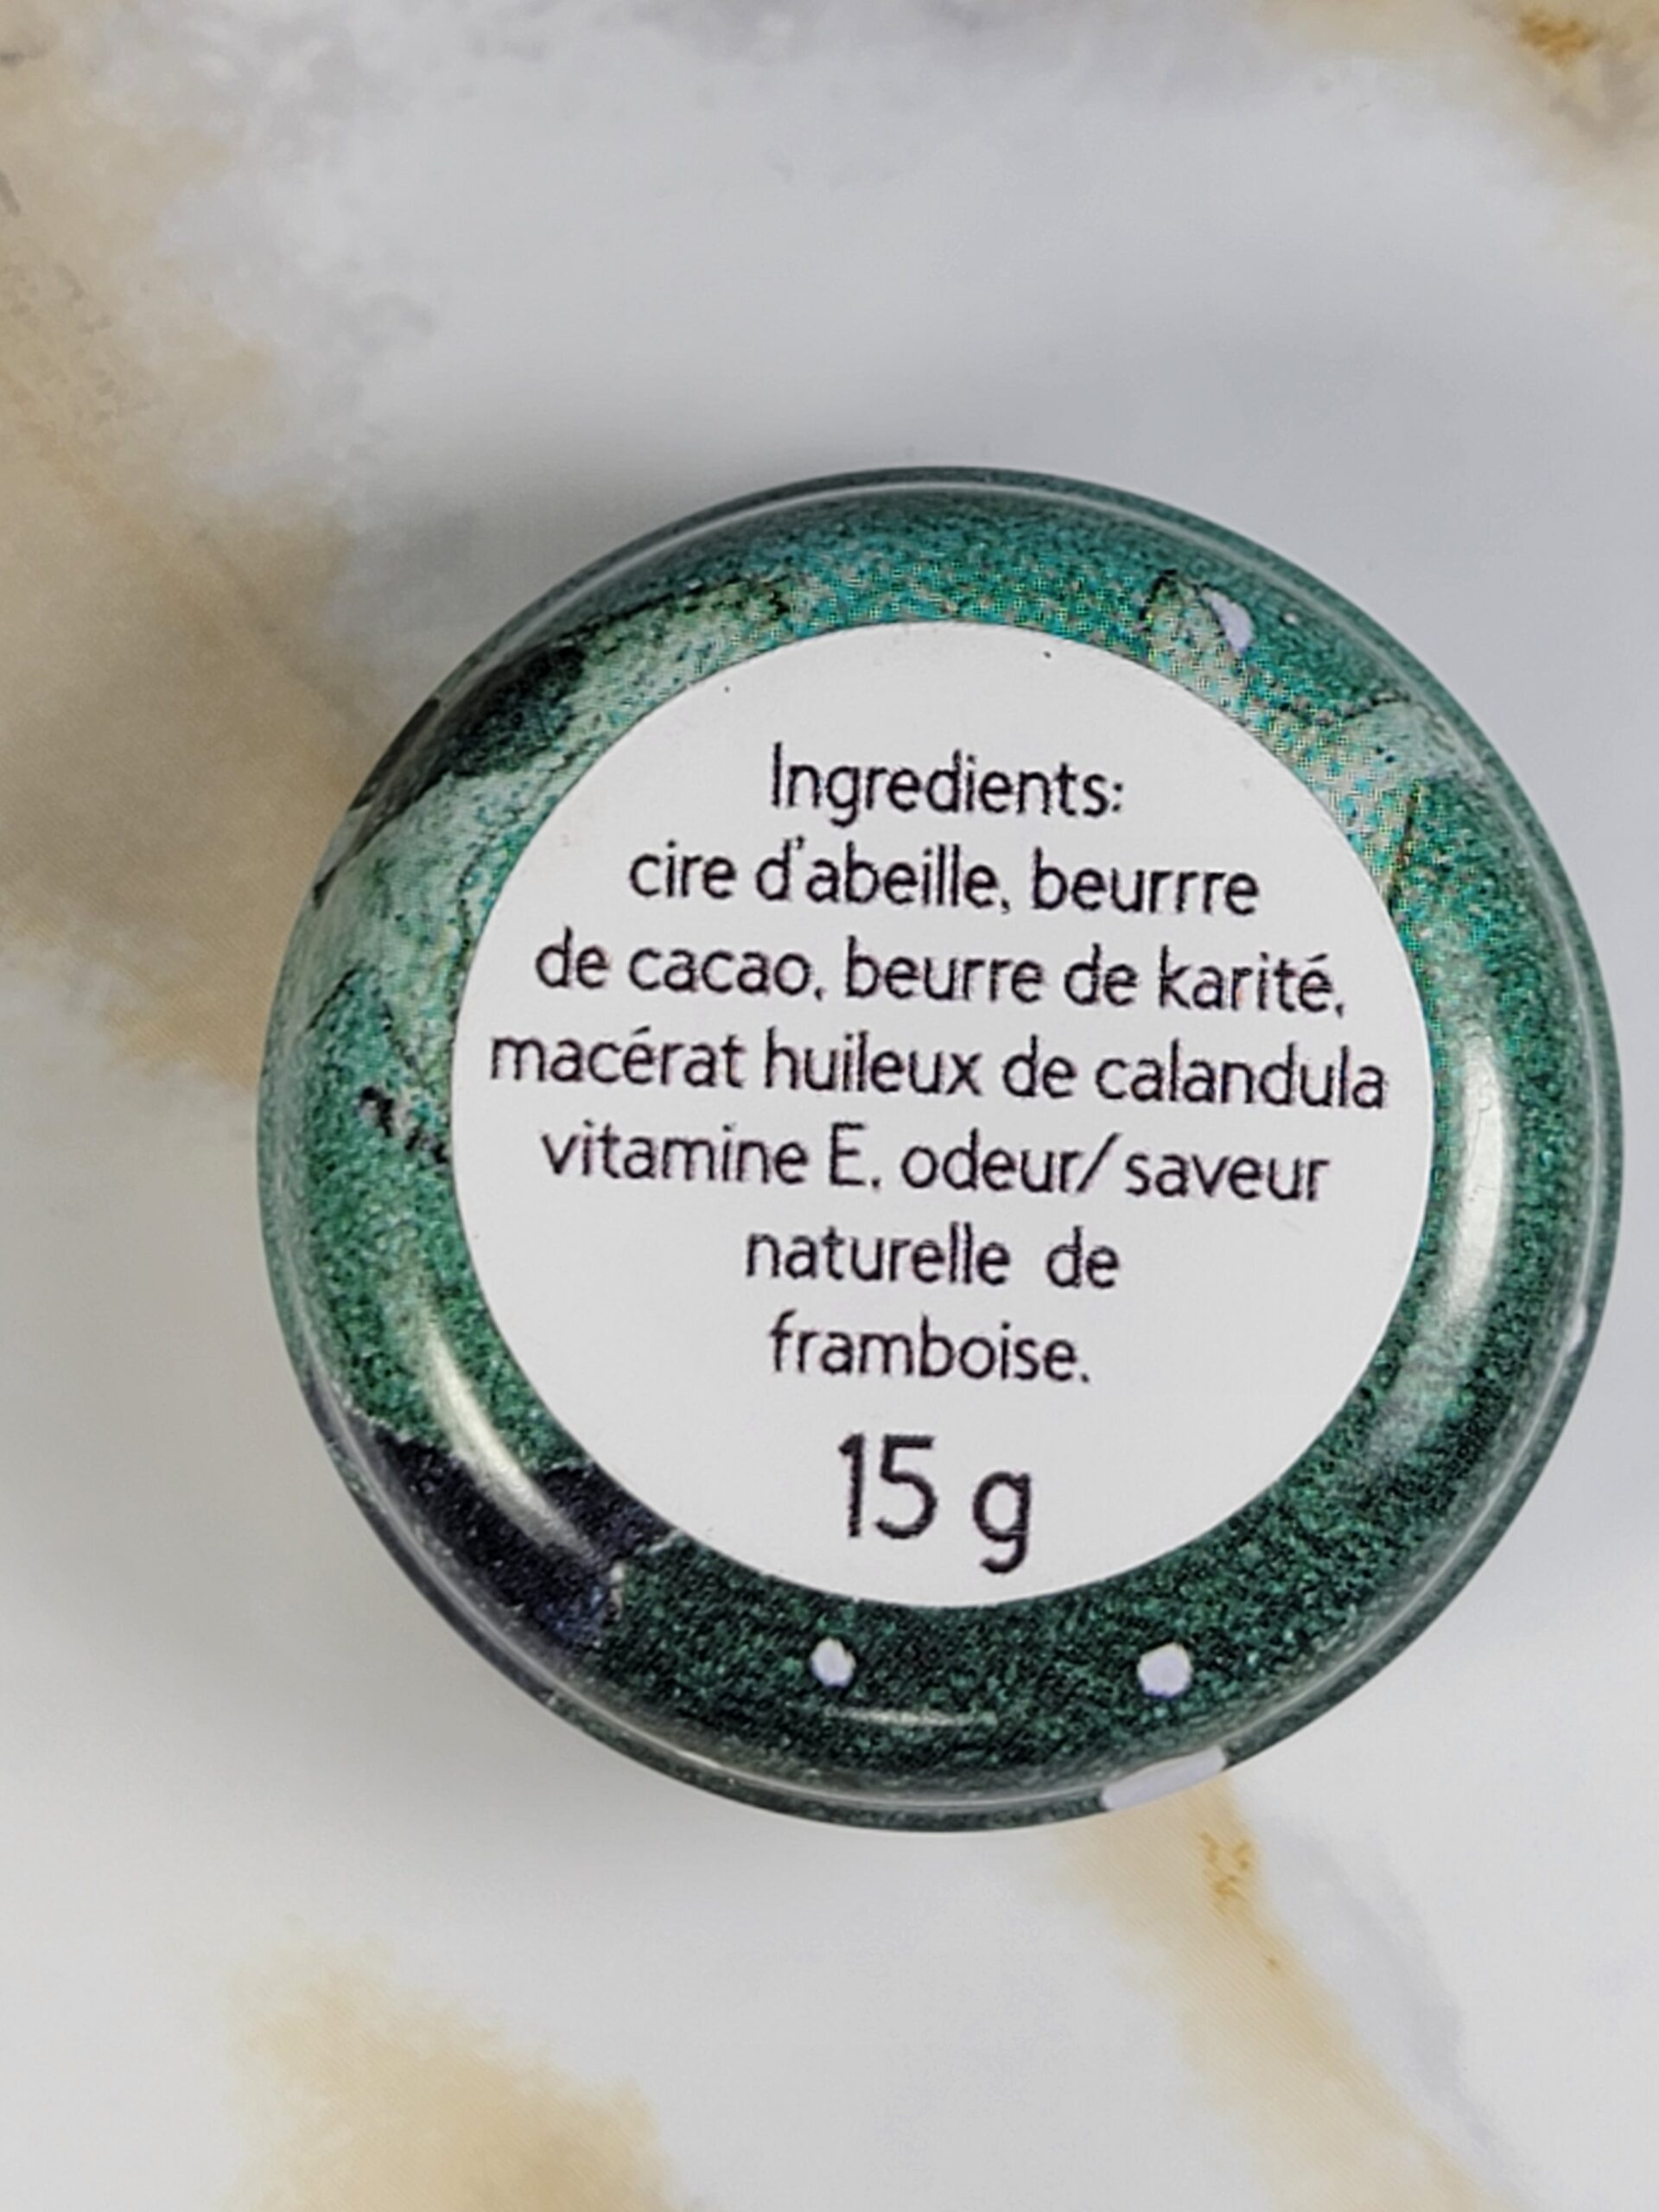 Ingredients:
cire d'abeille, beurrre
de cacao, beurre de karité,
macérat huileux de calandula
vitamine E, odeur/ saveur
naturelle de
framboise.
15 g